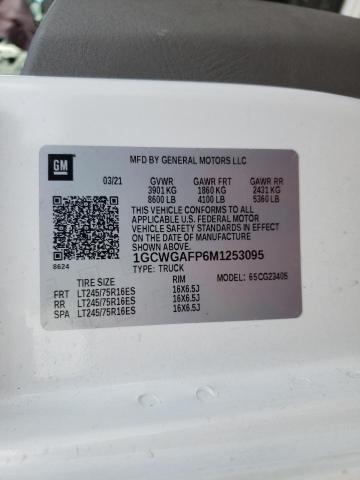 GM
MFD BY GENERAL MOTORS LLC
03/21 GVWR GAWR FRT GAWR RR
3901 KG 1860 KG 2431 KG
8600 LB 4100 LB 5360 LB
THIS VEHICLE CONFORMS TO ALL
APPLICABLE U.S. FEDERAL MOTOR
VEHICLE SAFETY STANDARDS IN
EFFECT ON THE DATE OF MANUFACTURE
SHOWN ABOVE.
8624
1GCWGAFP6M1253095
TYPE: TRUCK MODEL: 65CG23405
TIRE SIZE RIM
FRT LT245/75R16ES 16X6.5J
RR LT245/75R16ES 16X6.5J
SPA LT245/75R16ES 16X6.5J